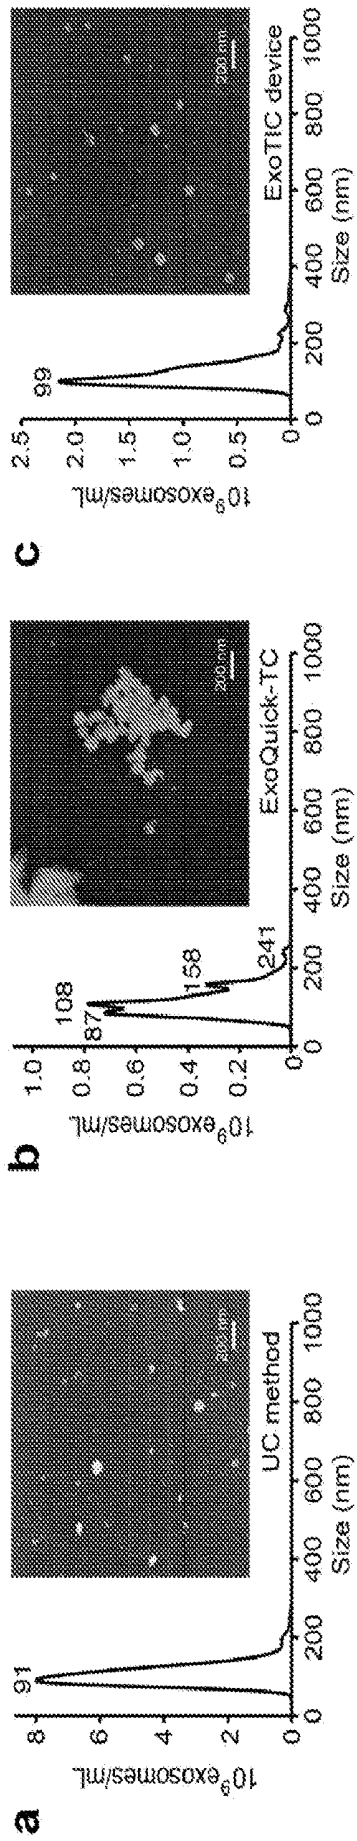 a
10⁹exosomes/mL
8
6
4
2
0
91
200 nm
UC method
0 200 400 600 800 1000
Size (nm)
b
10⁹exosomes/mL
1.0
0.8
0.6
0.4
0.2
0
87
108
158
241
200 nm
ExoQuick-TC
0 200 400 600 800 1000
Size (nm)
c
10⁹exosomes/mL
2.5
2.0
1.5
1.0
0.5
0
99
200 nm
ExoTIC device
0 200 400 600 800 1000
Size (nm)